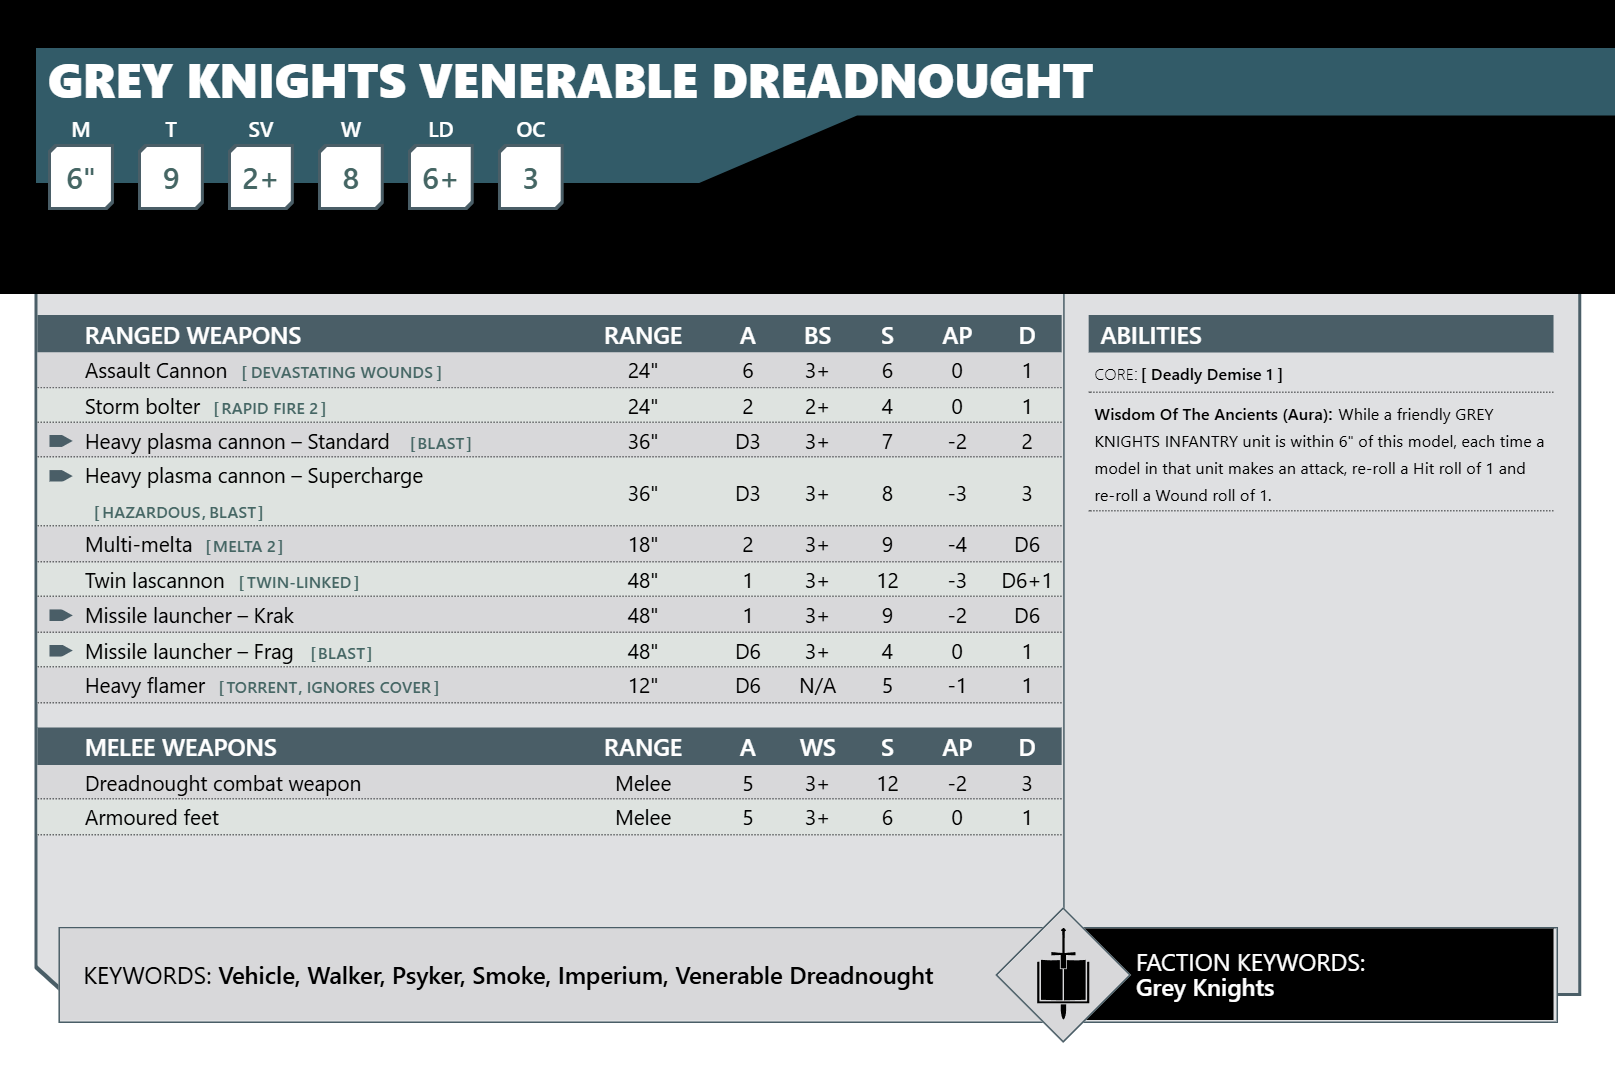 GREY KNIGHTS VENERABLE DREADNOUGHT
M T SV W LD OC
6" 9 2+ 8 6+ 3
RANGED WEAPONS RANGE A BS S AP D
Assault Cannon [DEVASTATING WOUNDS] 24" 6 3+ 6 0 1
Storm bolter [RAPID FIRE 2] 24" 2 2+ 4 0 1
Heavy plasma cannon – Standard [BLAST] 36" D3 3+ 7 -2 2
Heavy plasma cannon – Supercharge
[HAZARDOUS, BLAST] 36" D3 3+ 8 -3 3
Multi-melta [MELTA 2] 18" 2 3+ 9 -4 D6
Twin lascannon [TWIN-LINKED] 48" 1 3+ 12 -3 D6+1
Missile launcher – Krak 48" 1 3+ 9 -2 D6
Missile launcher – Frag [BLAST] 48" D6 3+ 4 0 1
Heavy flamer [TORRENT, IGNORES COVER] 12" D6 N/A 5 -1 1
MELEE WEAPONS RANGE A WS S AP D
Dreadnought combat weapon Melee 5 3+ 12 -2 3
Armoured feet Melee 5 3+ 6 0 1
ABILITIES
CORE: [ Deadly Demise 1 ]
Wisdom Of The Ancients (Aura): While a friendly GREY
KNIGHTS INFANTRY unit is within 6" of this model, each time a
model in that unit makes an attack, re-roll a Hit roll of 1 and
re-roll a Wound roll of 1.
KEYWORDS: Vehicle, Walker, Psyker, Smoke, Imperium, Venerable Dreadnought
FACTION KEYWORDS:
Grey Knights